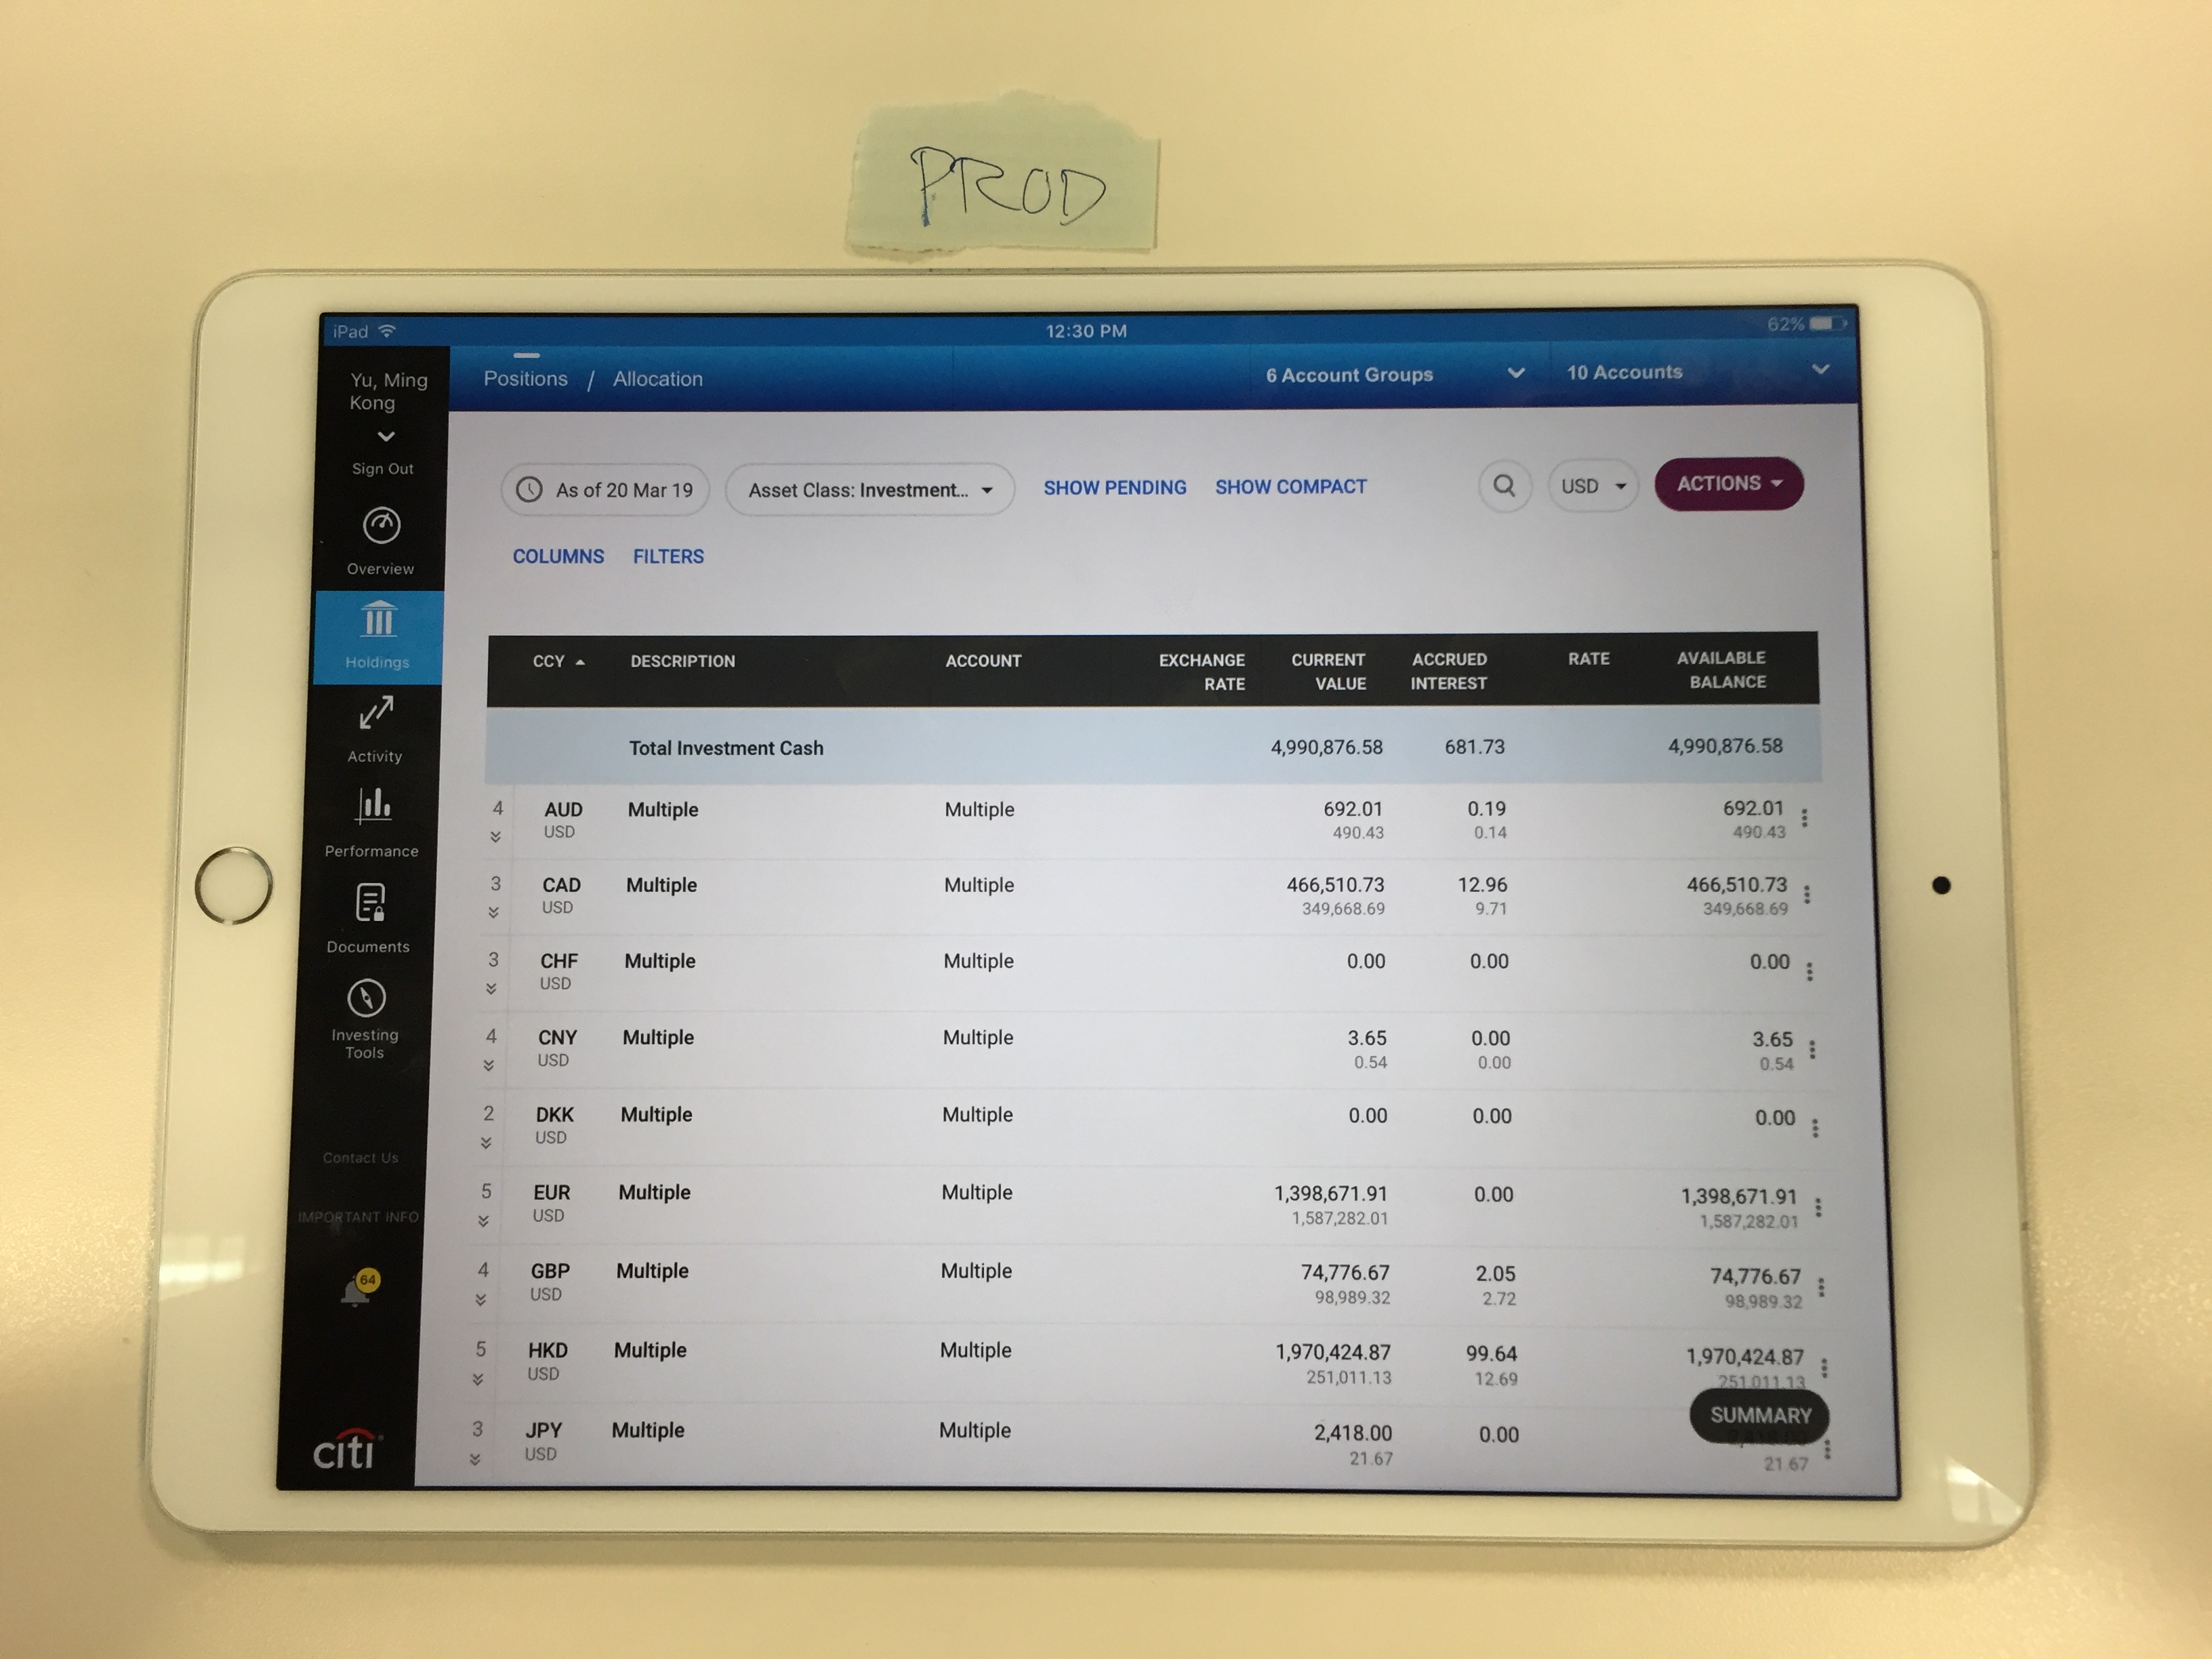 PROD
iPad 12:30 PM 62%
Yu, Ming
Kong
Sign Out
Overview
Holdings
Activity
Performance
Documents
Investing
Tools
Contact Us
IMPORTANT INFO
64
citi
Positions / Allocation 6 Account Groups 10 Accounts
As of 20 Mar 19 Asset Class: Investment... SHOW PENDING SHOW COMPACT USD ACTIONS
COLUMNS FILTERS
CCY DESCRIPTION ACCOUNT EXCHANGE RATE CURRENT VALUE ACCRUED INTEREST RATE AVAILABLE BALANCE
Total Investment Cash 4,990,876.58 681.73 4,990,876.58
4 AUD Multiple Multiple 692.01 0.19 692.01
USD 490.43 0.14 490.43
3 CAD Multiple Multiple 466,510.73 12.96 466,510.73
USD 349,668.69 9.71 349,668.69
3 CHF Multiple Multiple 0.00 0.00 0.00
USD
4 CNY Multiple Multiple 3.65 0.00 3.65
USD 0.54 0.00 0.54
2 DKK Multiple Multiple 0.00 0.00 0.00
USD
5 EUR Multiple Multiple 1,398,671.91 0.00 1,398,671.91
USD 1,587,282.01 1,587,282.01
4 GBP Multiple Multiple 74,776.67 2.05 74,776.67
USD 98,989.32 2.72 98,989.32
5 HKD Multiple Multiple 1,970,424.87 99.64 1,970,424.87
USD 251,011.13 12.69 251,011.13
3 JPY Multiple Multiple 2,418.00 0.00
USD 21.67 21.67
SUMMARY